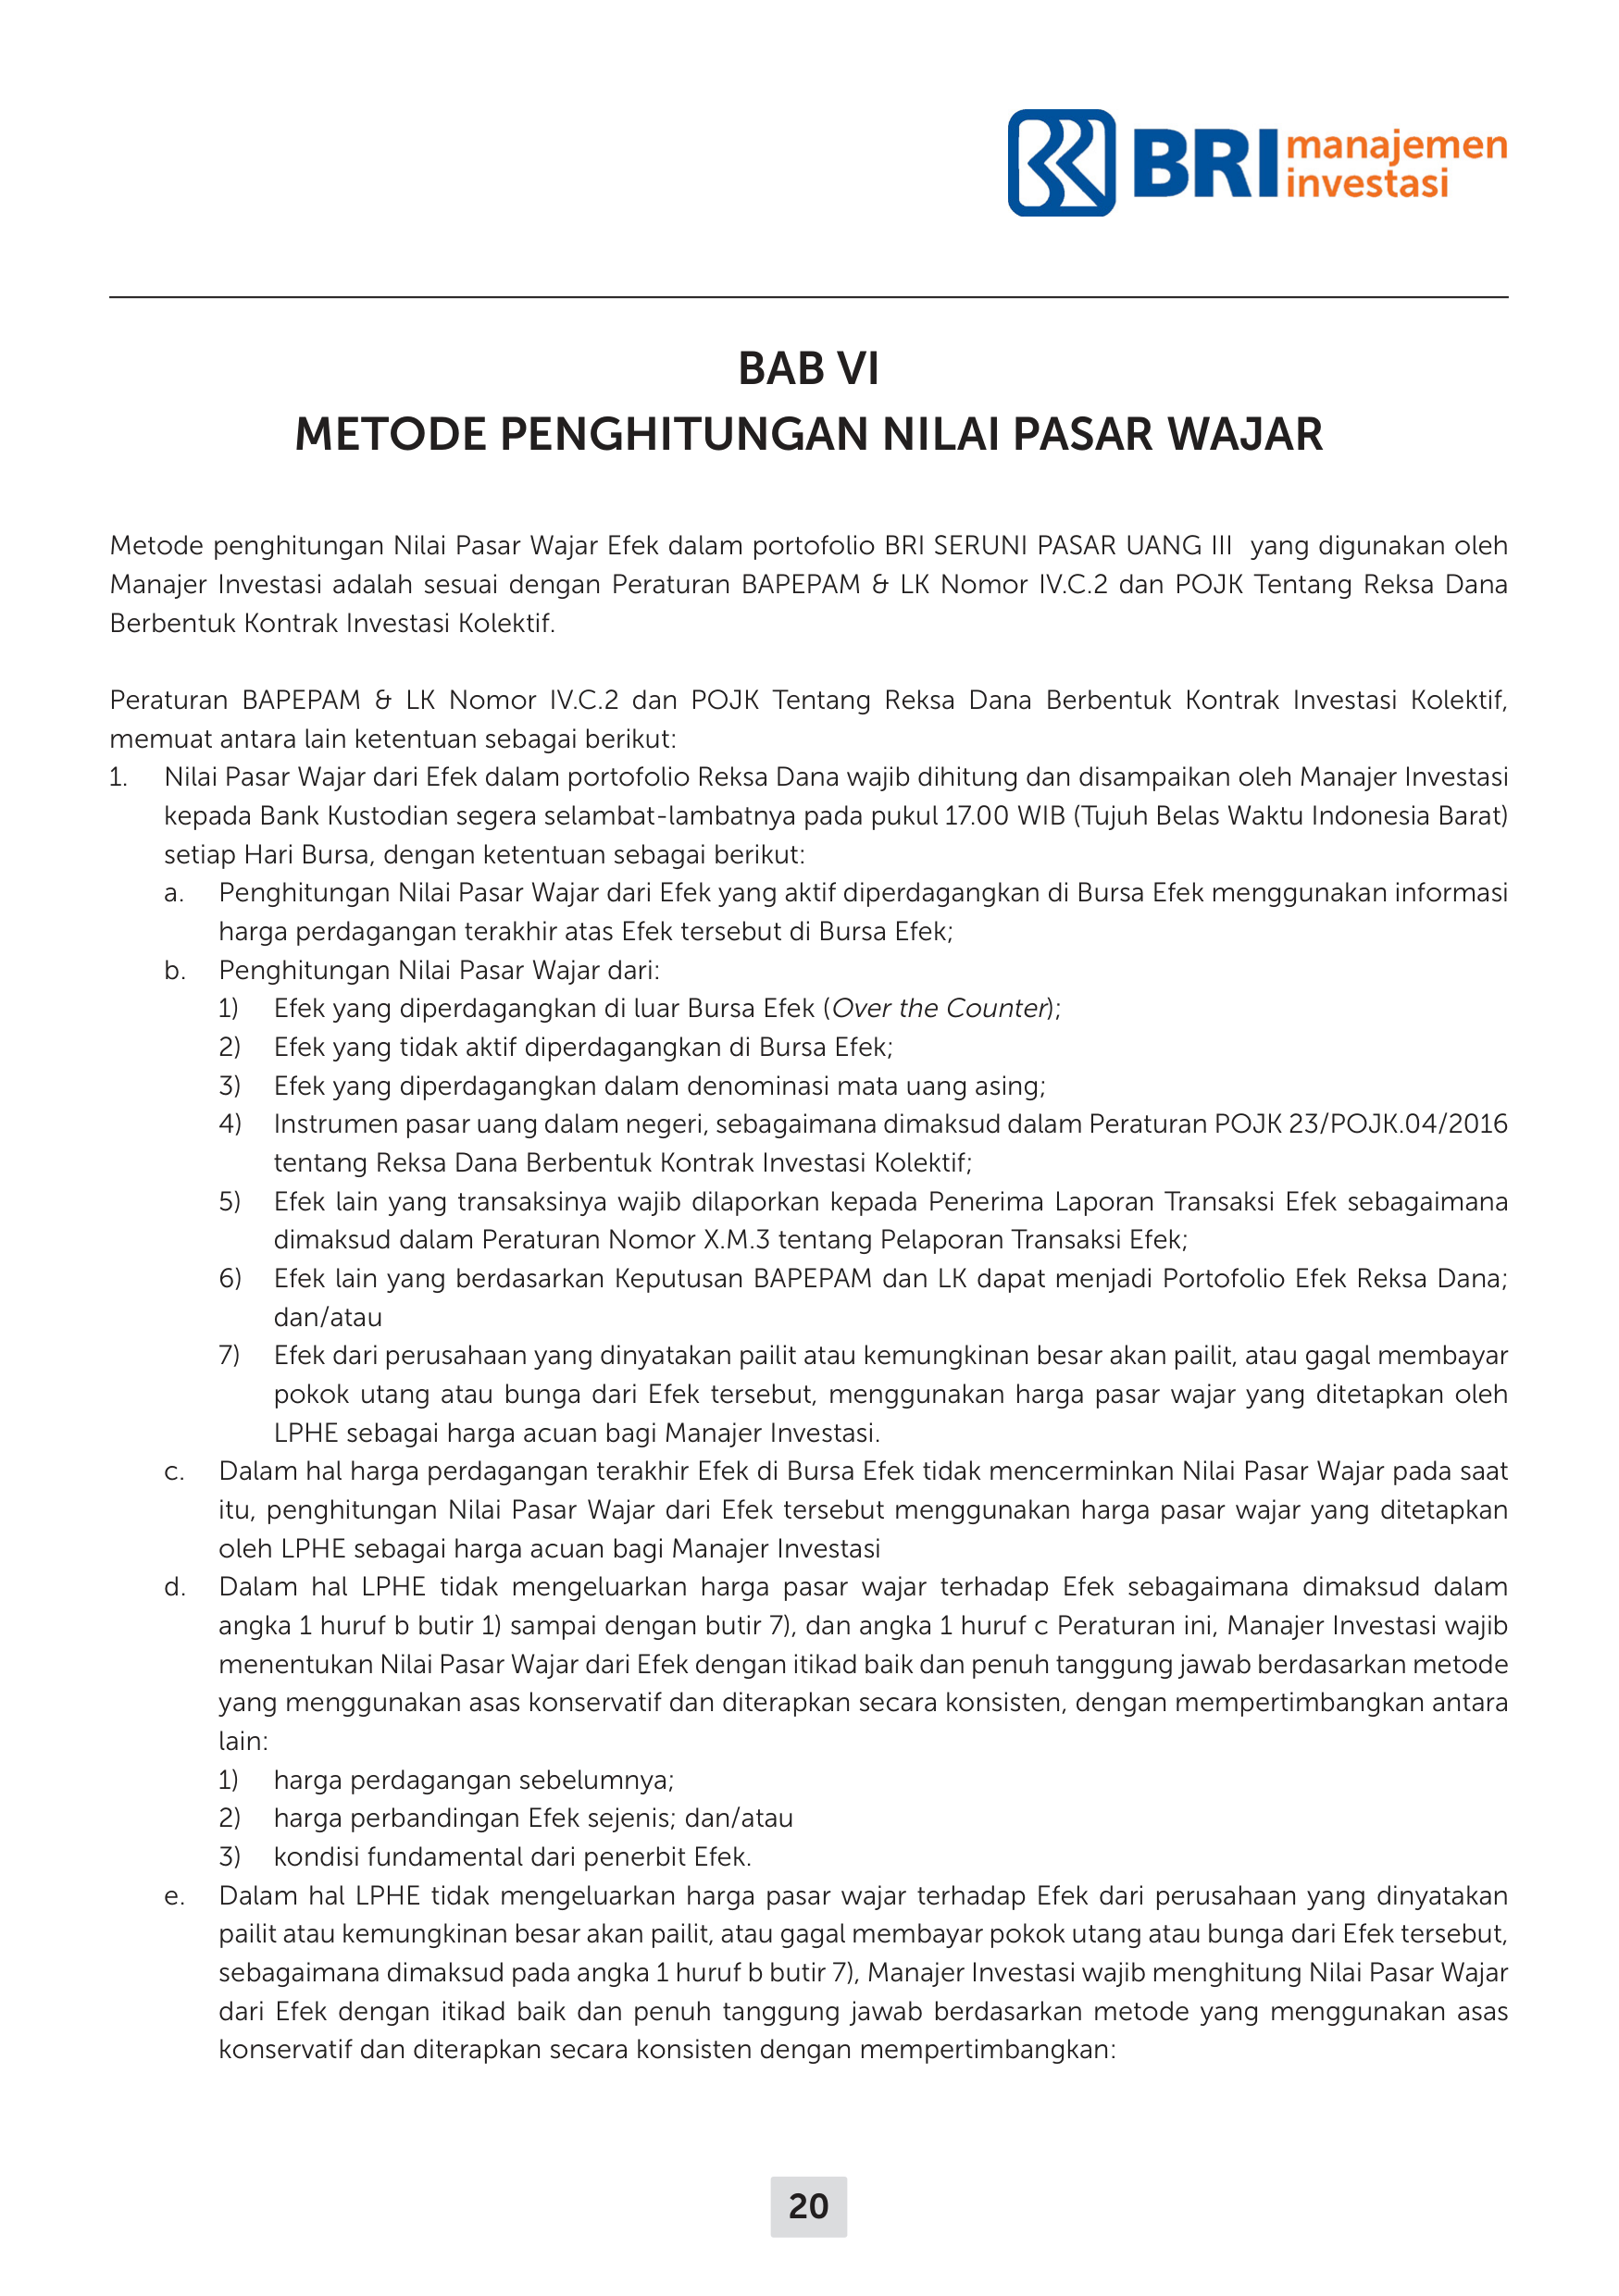 BRI manajemen
investasi
BAB VI
METODE PENGHITUNGAN NILAI PASAR WAJAR
Metode penghitungan Nilai Pasar Wajar Efek dalam portofolio BRI SERUNI PASAR UANG III yang digunakan oleh
Manajer Investasi adalah sesuai dengan Peraturan BAPEPAM & LK Nomor IV.C.2 dan POJK Tentang Reksa Dana
Berbentuk Kontrak Investasi Kolektif.
Peraturan BAPEPAM & LK Nomor IV.C.2 dan POJK Tentang Reksa Dana Berbentuk Kontrak Investasi Kolektif,
memuat antara lain ketentuan sebagai berikut:
1. Nilai Pasar Wajar dari Efek dalam portofolio Reksa Dana wajib dihitung dan disampaikan oleh Manajer Investasi
kepada Bank Kustodian segera selambat-lambatnya pada pukul 17.00 WIB (Tujuh Belas Waktu Indonesia Barat)
setiap Hari Bursa, dengan ketentuan sebagai berikut:
a. Penghitungan Nilai Pasar Wajar dari Efek yang aktif diperdagangkan di Bursa Efek menggunakan informasi
harga perdagangan terakhir atas Efek tersebut di Bursa Efek;
b. Penghitungan Nilai Pasar Wajar dari:
1) Efek yang diperdagangkan di luar Bursa Efek (Over the Counter);
2) Efek yang tidak aktif diperdagangkan di Bursa Efek;
3) Efek yang diperdagangkan dalam denominasi mata uang asing;
4) Instrumen pasar uang dalam negeri, sebagaimana dimaksud dalam Peraturan POJK 23/POJK.04/2016
tentang Reksa Dana Berbentuk Kontrak Investasi Kolektif;
5) Efek lain yang transaksinya wajib dilaporkan kepada Penerima Laporan Transaksi Efek sebagaimana
dimaksud dalam Peraturan Nomor X.M.3 tentang Pelaporan Transaksi Efek;
6) Efek lain yang berdasarkan Keputusan BAPEPAM dan LK dapat menjadi Portofolio Efek Reksa Dana;
dan/atau
7) Efek dari perusahaan yang dinyatakan pailit atau kemungkinan besar akan pailit, atau gagal membayar
pokok utang atau bunga dari Efek tersebut, menggunakan harga pasar wajar yang ditetapkan oleh
LPHE sebagai harga acuan bagi Manajer Investasi.
c. Dalam hal harga perdagangan terakhir Efek di Bursa Efek tidak mencerminkan Nilai Pasar Wajar pada saat
itu, penghitungan Nilai Pasar Wajar dari Efek tersebut menggunakan harga pasar wajar yang ditetapkan
oleh LPHE sebagai harga acuan bagi Manajer Investasi
d. Dalam hal LPHE tidak mengeluarkan harga pasar wajar terhadap Efek sebagaimana dimaksud dalam
angka 1 huruf b butir 1) sampai dengan butir 7), dan angka 1 huruf c Peraturan ini, Manajer Investasi wajib
menentukan Nilai Pasar Wajar dari Efek dengan itikad baik dan penuh tanggung jawab berdasarkan metode
yang menggunakan asas konservatif dan diterapkan secara konsisten, dengan mempertimbangkan antara
lain:
1) harga perdagangan sebelumnya;
2) harga perbandingan Efek sejenis; dan/atau
3) kondisi fundamental dari penerbit Efek.
e. Dalam hal LPHE tidak mengeluarkan harga pasar wajar terhadap Efek dari perusahaan yang dinyatakan
pailit atau kemungkinan besar akan pailit, atau gagal membayar pokok utang atau bunga dari Efek tersebut,
sebagaimana dimaksud pada angka 1 huruf b butir 7), Manajer Investasi wajib menghitung Nilai Pasar Wajar
dari Efek dengan itikad baik dan penuh tanggung jawab berdasarkan metode yang menggunakan asas
konservatif dan diterapkan secara konsisten dengan mempertimbangkan:
20